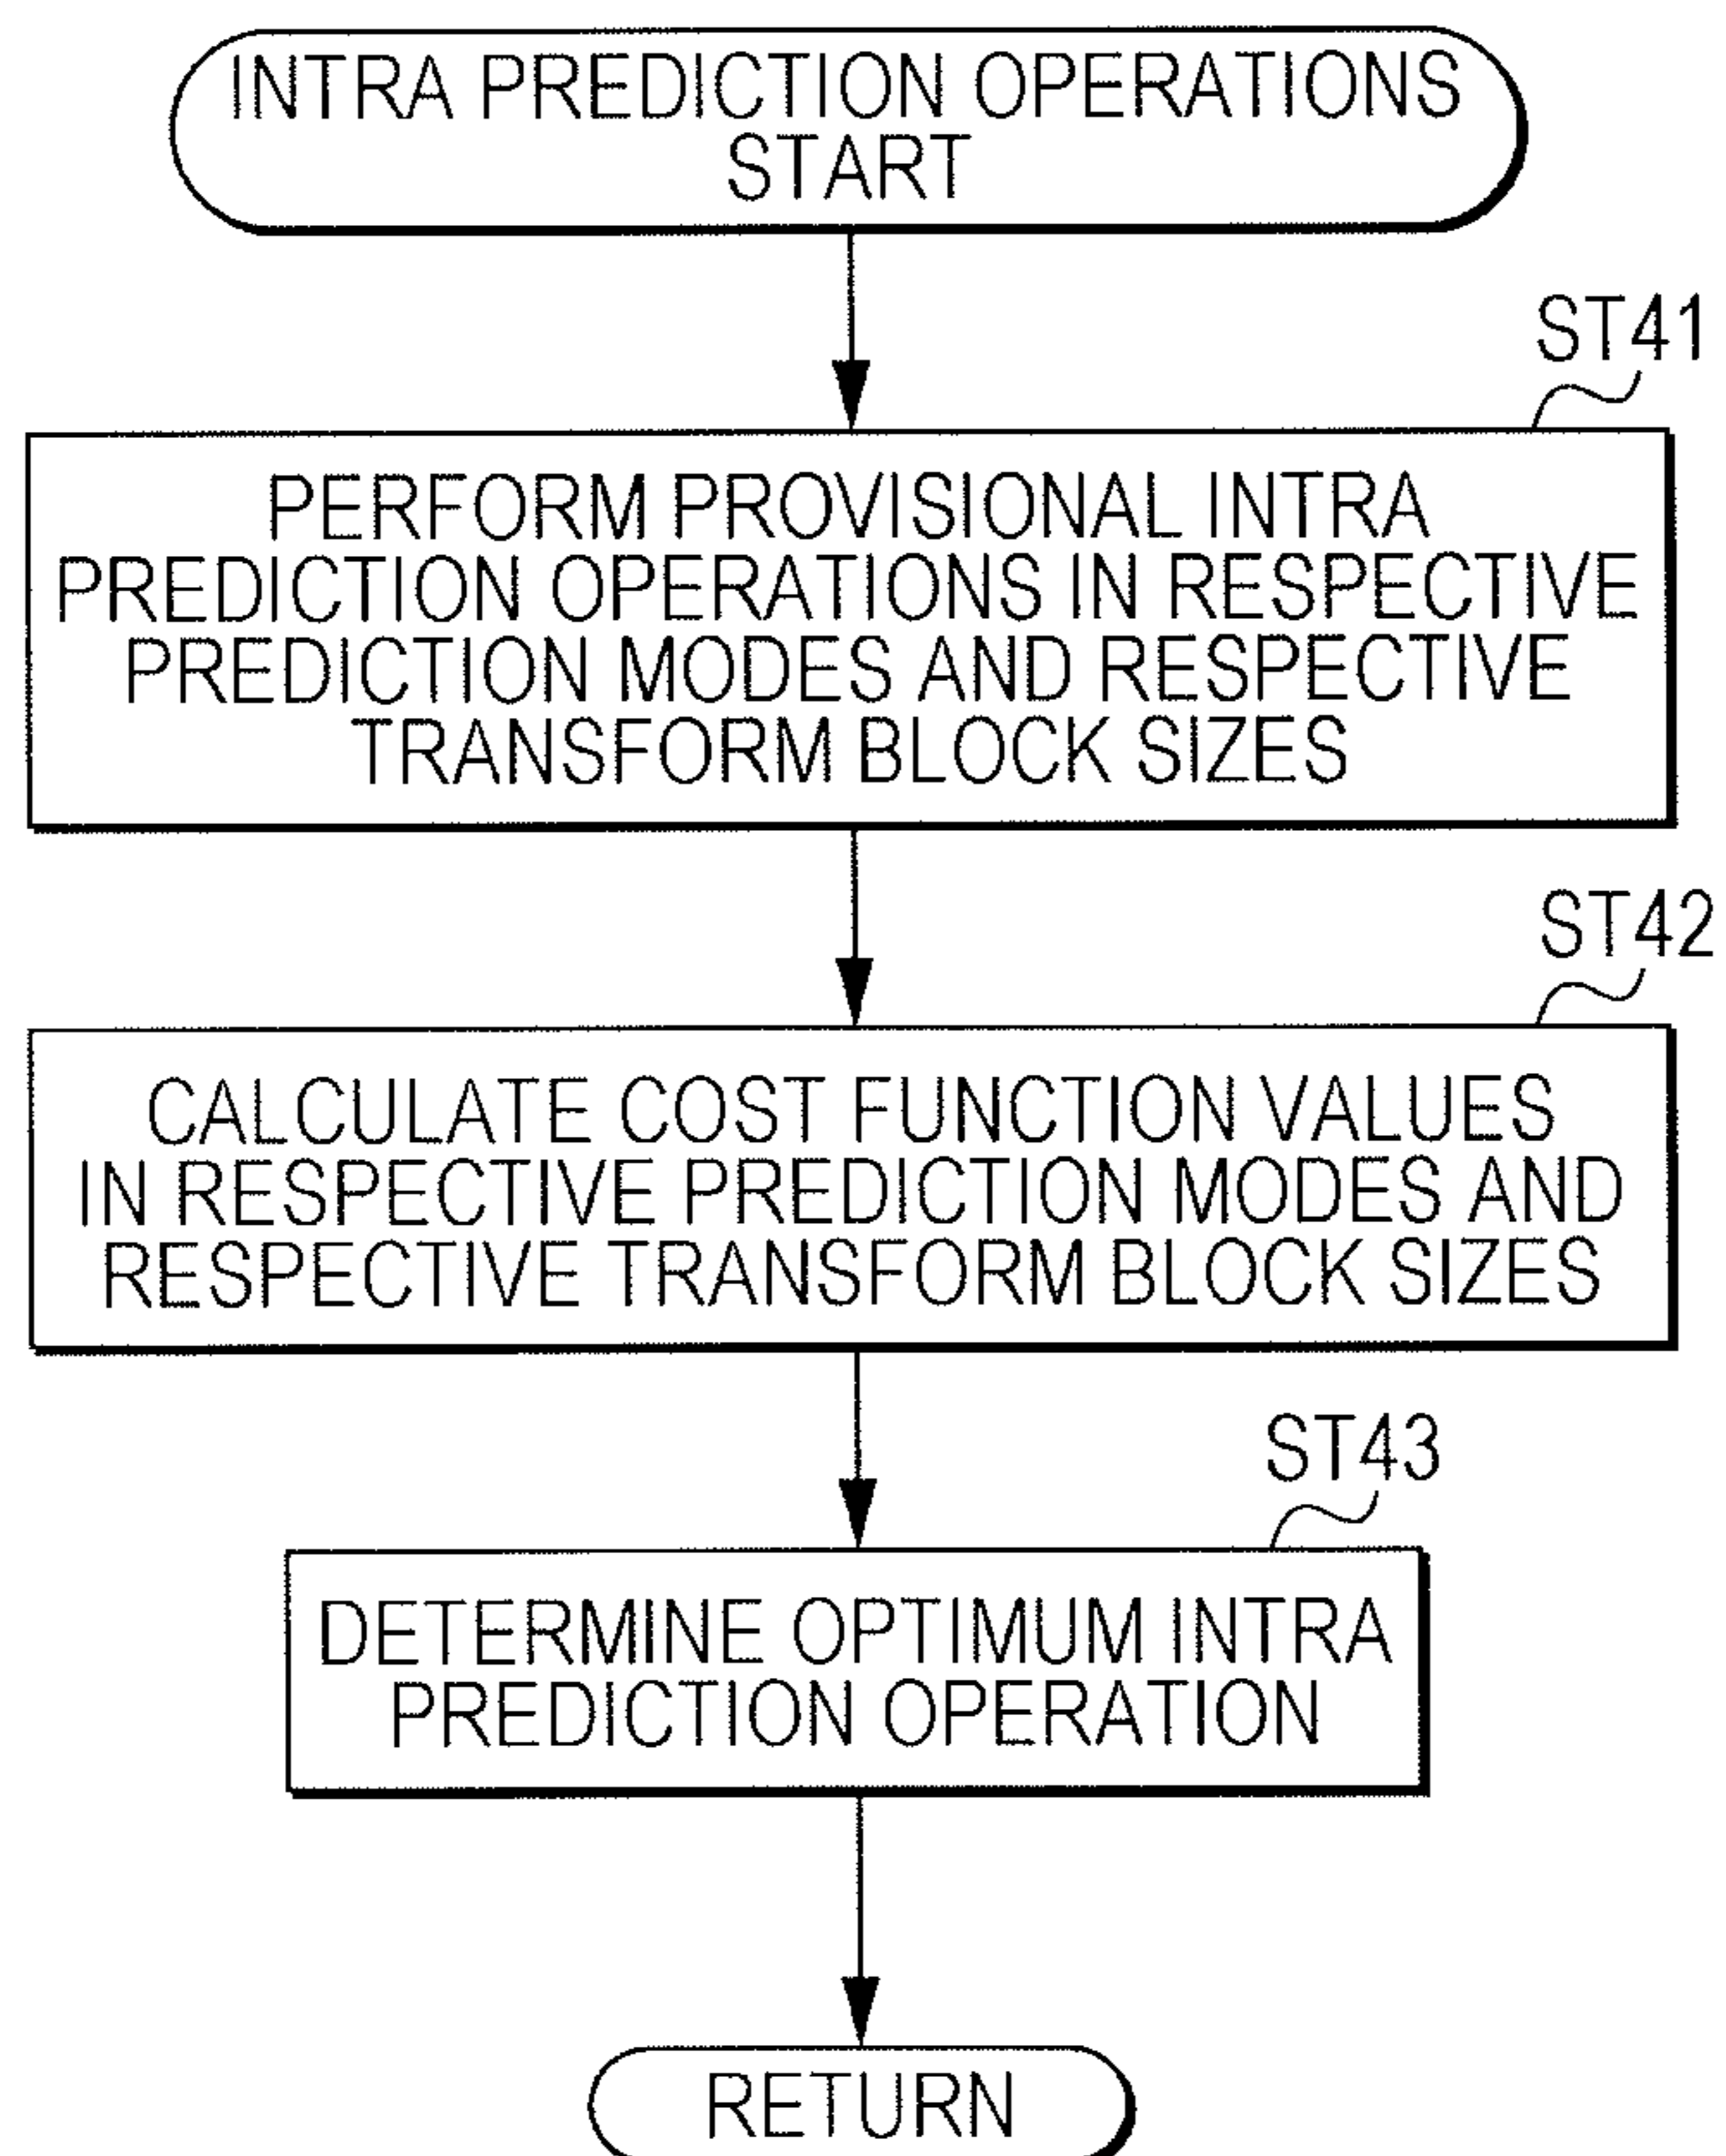 INTRA PREDICTION OPERATIONS
START
ST41
PERFORM PROVISIONAL INTRA
PREDICTION OPERATIONS IN RESPECTIVE
PREDICTION MODES AND RESPECTIVE
TRANSFORM BLOCK SIZES
ST42
CALCULATE COST FUNCTION VALUES
IN RESPECTIVE PREDICTION MODES AND
RESPECTIVE TRANSFORM BLOCK SIZES
ST43
DETERMINE OPTIMUM INTRA
PREDICTION OPERATION
RETURN